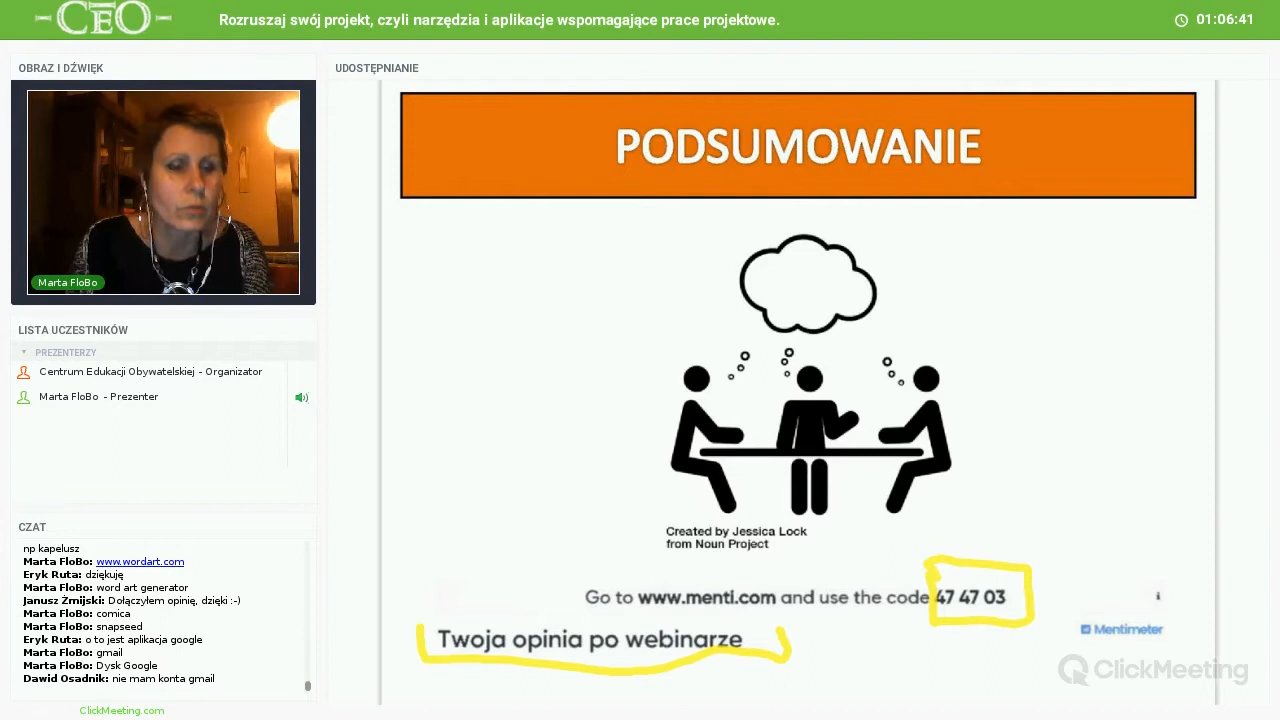 CEO
Rozruszaj swój projekt, czyli narzędzia i aplikacje wspomagające prace projektowe.
01:06:41
OBRAZ I DŹWIĘK
Marta FloBo
LISTA UCZESTNIKÓW
PREZENTERZY
Centrum Edukacji Obywatelskiej - Organizator
Marta FloBo - Prezenter
CZAT
np kapelusz
Marta FloBo: www.wordart.com
Eryk Ruta: dziękuję
Marta FloBo: word art generator
Janusz Żmijski: Dołączyłem opinię, dzięki :-)
Marta FloBo: comica
Marta FloBo: snapseed
Eryk Ruta: o to jest aplikacja google
Marta FloBo: gmail
Marta FloBo: Dysk Google
Dawid Osadnik: nie mam konta gmail
ClickMeeting.com
UDOSTĘPNIANIE
PODSUMOWANIE
Created by Jessica Lock
from Noun Project
Go to www.menti.com and use the code 47 47 03
Twoja opinia po webinarze
Mentimeter
ClickMeeting